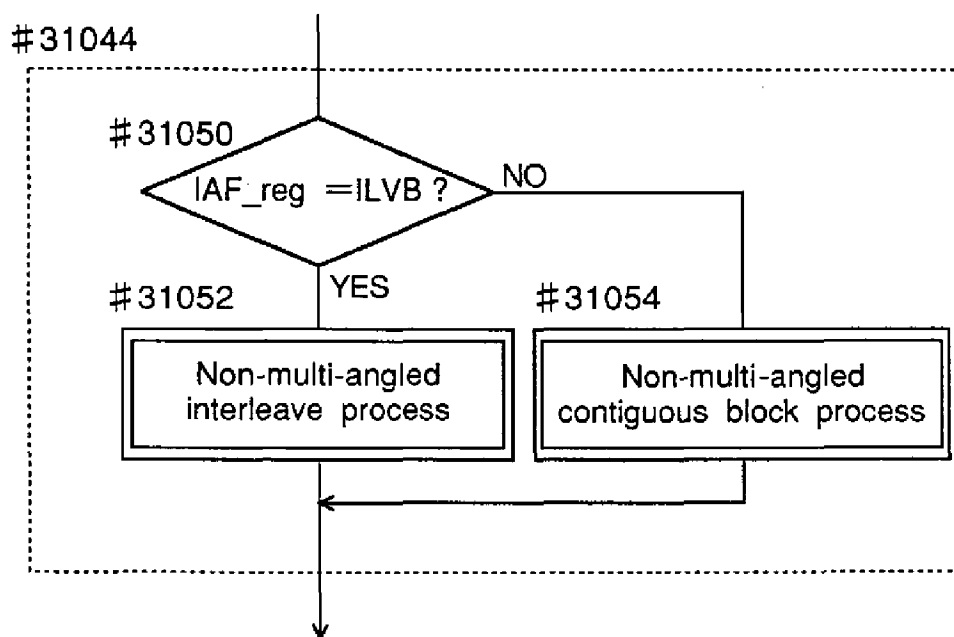 #31044
#31050
IAF_reg =ILVB ?
NO
YES
#31052
#31054
Non-multi-angled
interleave process
Non-multi-angled
contiguous block process